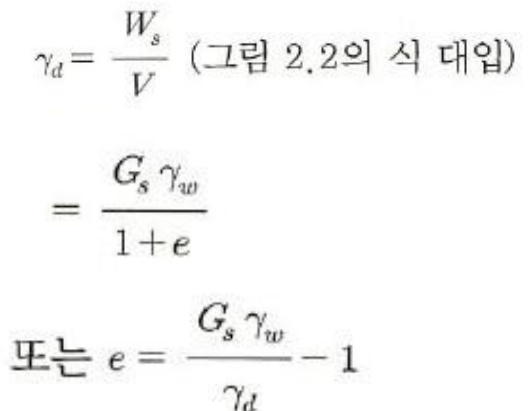 γ_d = W_s / V (그림 2.2의 식 대입)
= G_s γ_w / 1+e
또는 e = G_s γ_w / γ_d − 1